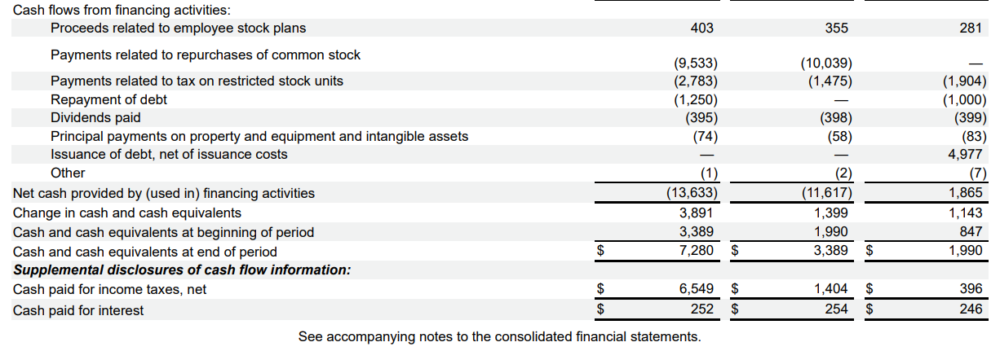 Cash flows from financing activities:
Proceeds related to employee stock plans 403 355 281
Payments related to repurchases of common stock (9,533) (10,039) —
Payments related to tax on restricted stock units (2,783) (1,475) (1,904)
Repayment of debt (1,250) — (1,000)
Dividends paid (395) (398) (399)
Principal payments on property and equipment and intangible assets (74) (58) (83)
Issuance of debt, net of issuance costs — — 4,977
Other (1) (2) (7)
Net cash provided by (used in) financing activities (13,633) (11,617) 1,865
Change in cash and cash equivalents 3,891 1,399 1,143
Cash and cash equivalents at beginning of period 3,389 1,990 847
Cash and cash equivalents at end of period $ 7,280 $ 3,389 $ 1,990
Supplemental disclosures of cash flow information:
Cash paid for income taxes, net $ 6,549 $ 1,404 $ 396
Cash paid for interest $ 252 $ 254 $ 246
See accompanying notes to the consolidated financial statements.